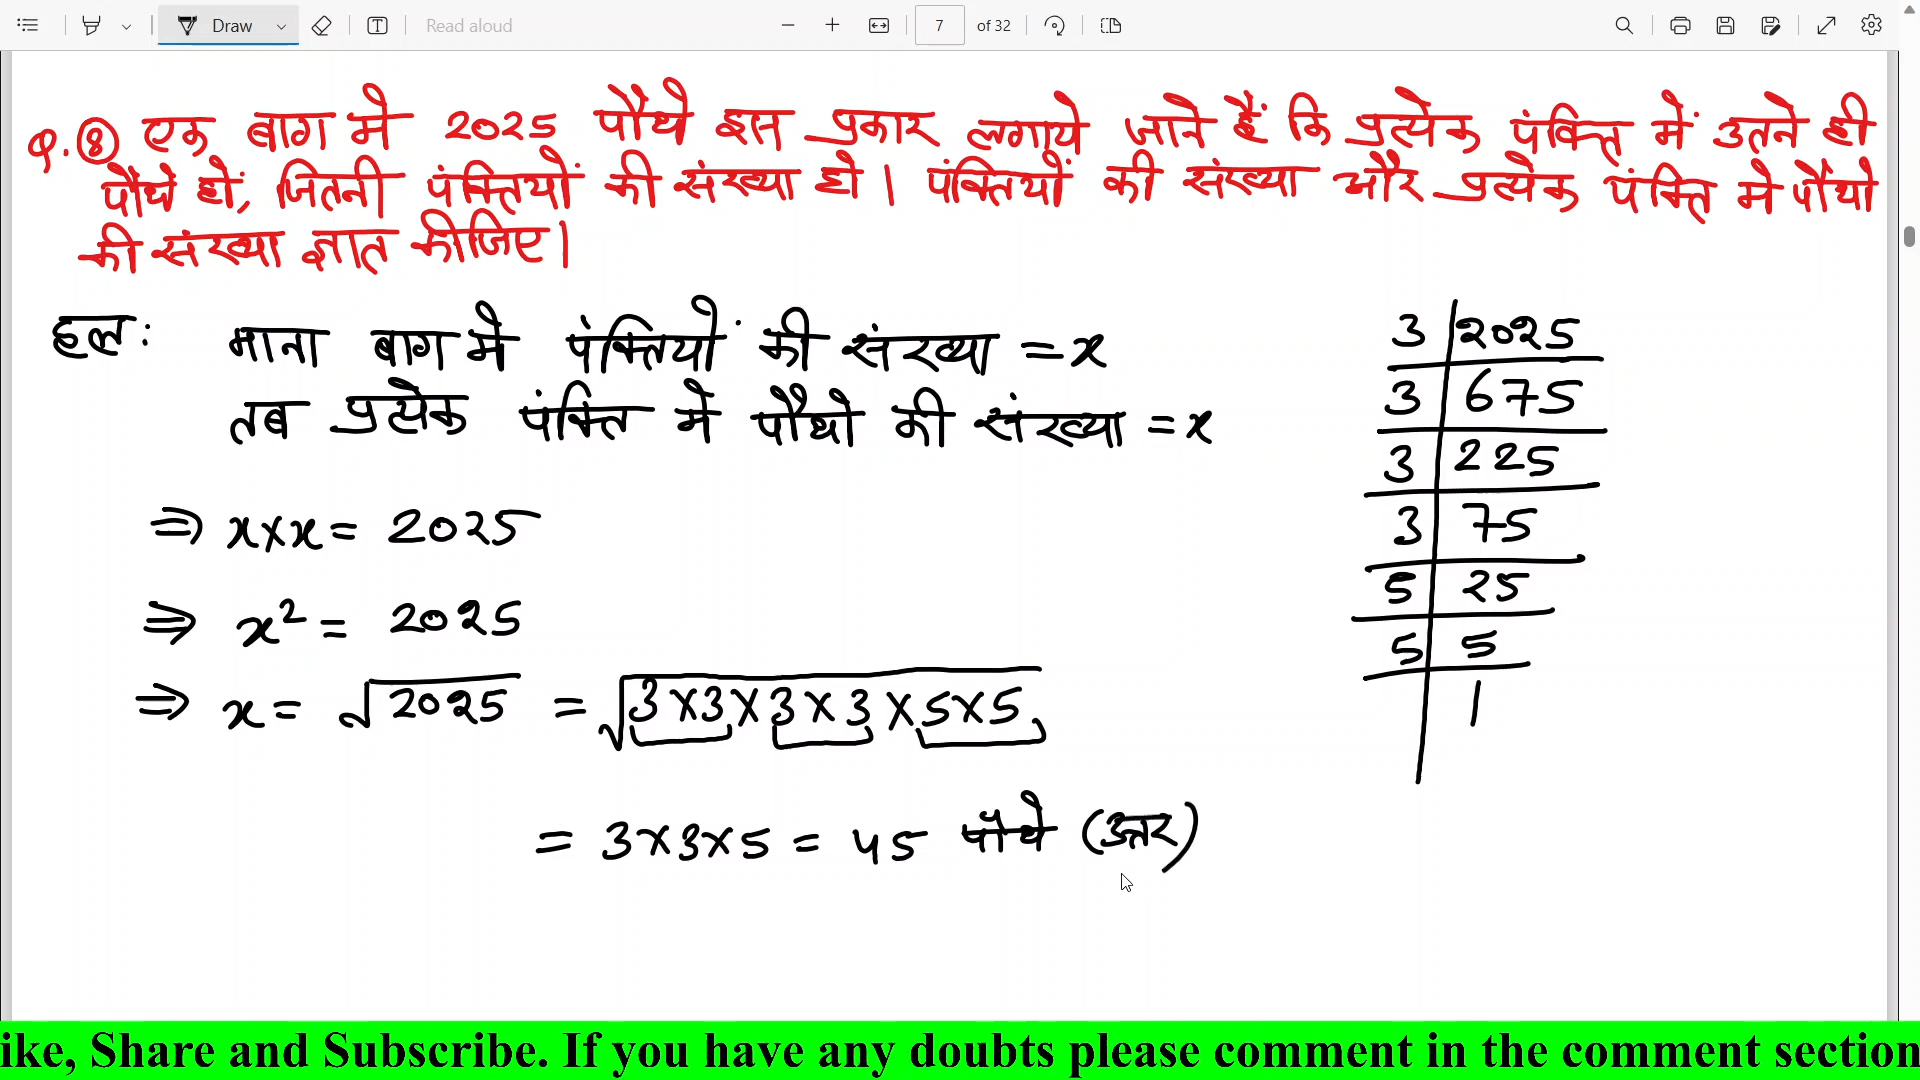 Draw
Read aloud
7 of 32
Q.⑧ एक बाग में 2025 पौधे इस प्रकार लगाये जाने हैं कि प्रत्येक पंक्ति में उतने ही
पौधे हों, जितनी पंक्तियों की संख्या हो। पंक्तियों की संख्या और प्रत्येक पंक्ति मे पौधो
की संख्या ज्ञात कीजिए।
हल: माना बाग मे पंक्तियों की संख्या = x
तब प्रत्येक पंक्ति में पौधो की संख्या = x
⇒ x×x = 2025
⇒ x² = 2025
⇒ x = √2025 = √3×3×3×3×5×5
= 3×3×5 = 45 पौधे (उत्तर)
3 | 2025
3 | 675
3 | 225
3 | 75
5 | 25
5 | 5
| 1
ike, Share and Subscribe. If you have any doubts please comment in the comment section